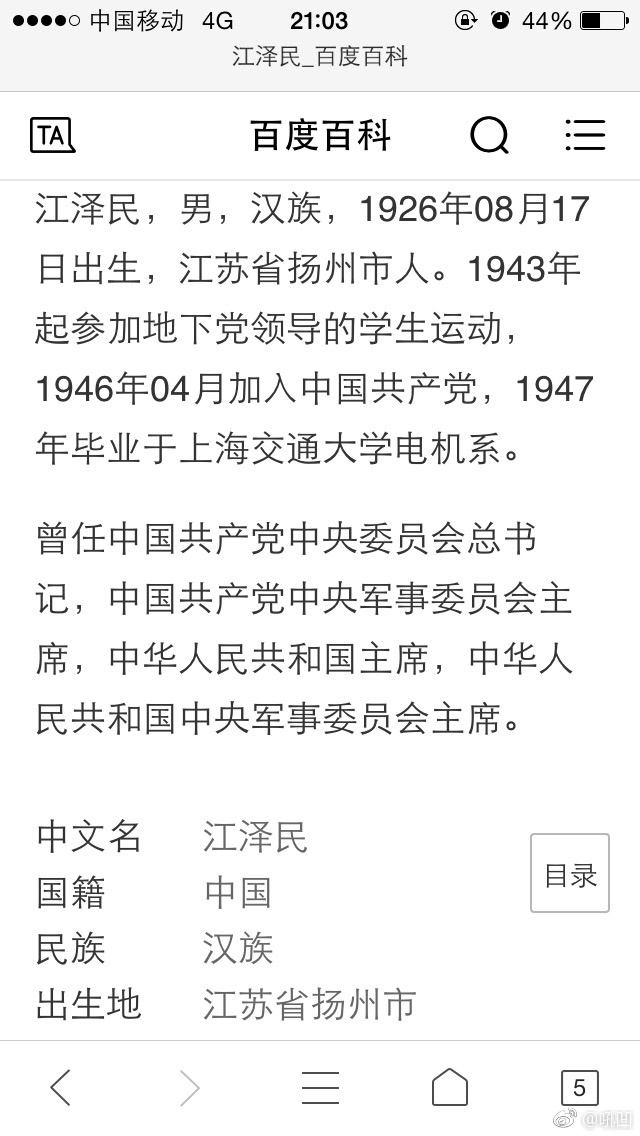 中国移动 4G 21:03 44%
江泽民_百度百科
TA 百度百科
江泽民，男，汉族，1926年08月17
日出生，江苏省扬州市人。1943年
起参加地下党领导的学生运动，
1946年04月加入中国共产党，1947
年毕业于上海交通大学电机系。
曾任中国共产党中央委员会总书
记，中国共产党中央军事委员会主
席，中华人民共和国主席，中华人
民共和国中央军事委员会主席。
中文名 江泽民
国籍 中国
目录
民族 汉族
出生地 江苏省扬州市
5
@吼凹